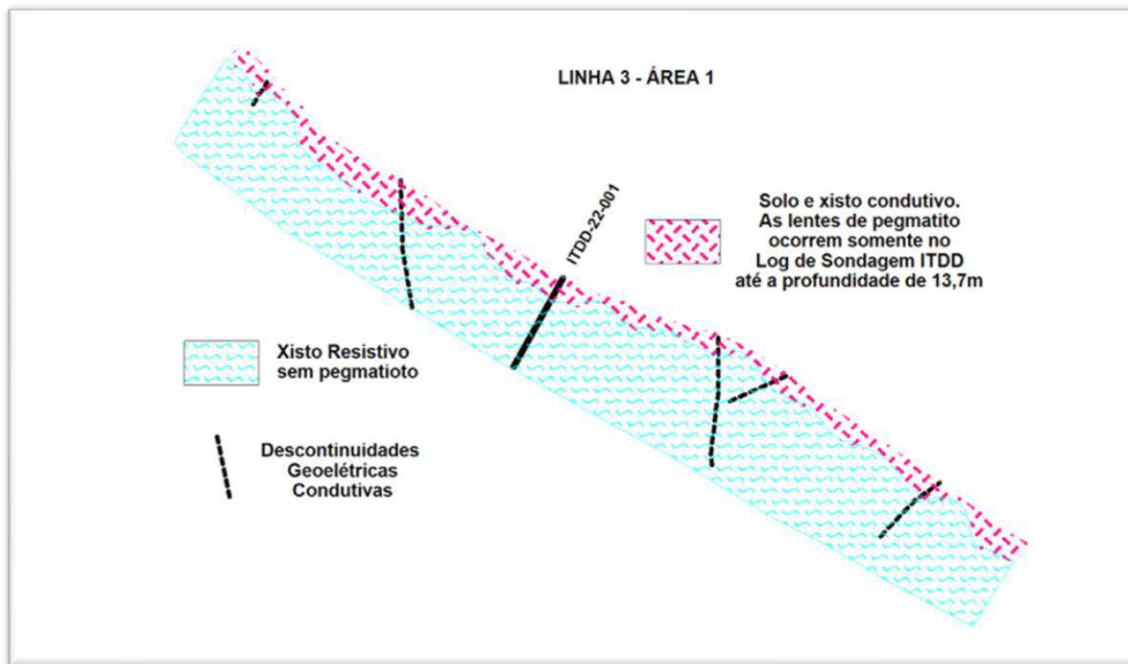 LINHA 3 - ÁREA 1
ITDD-22-001
Solo e xisto condutivo.
As lentes de pegmatito
ocorrem somente no
Log de Sondagem ITDD
até a profundidade de 13,7m
Xisto Resistivo
sem pegmatioto
Descontinuidades
Geoelétricas
Condutivas